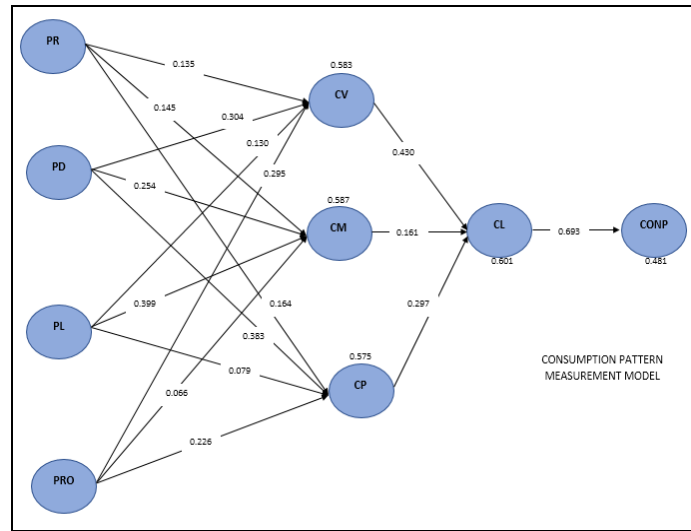 PR
0.583
0.135
CV
0.145
0.304
0.130
0.430
PD
0.295
0.254
0.587
CM
0.161
CL
0.693
CONP
0.601
0.481
0.399
0.164
0.297
PL
0.383
0.575
0.079
CP
CONSUMPTION PATTERN
MEASUREMENT MODEL
0.066
0.226
PRO